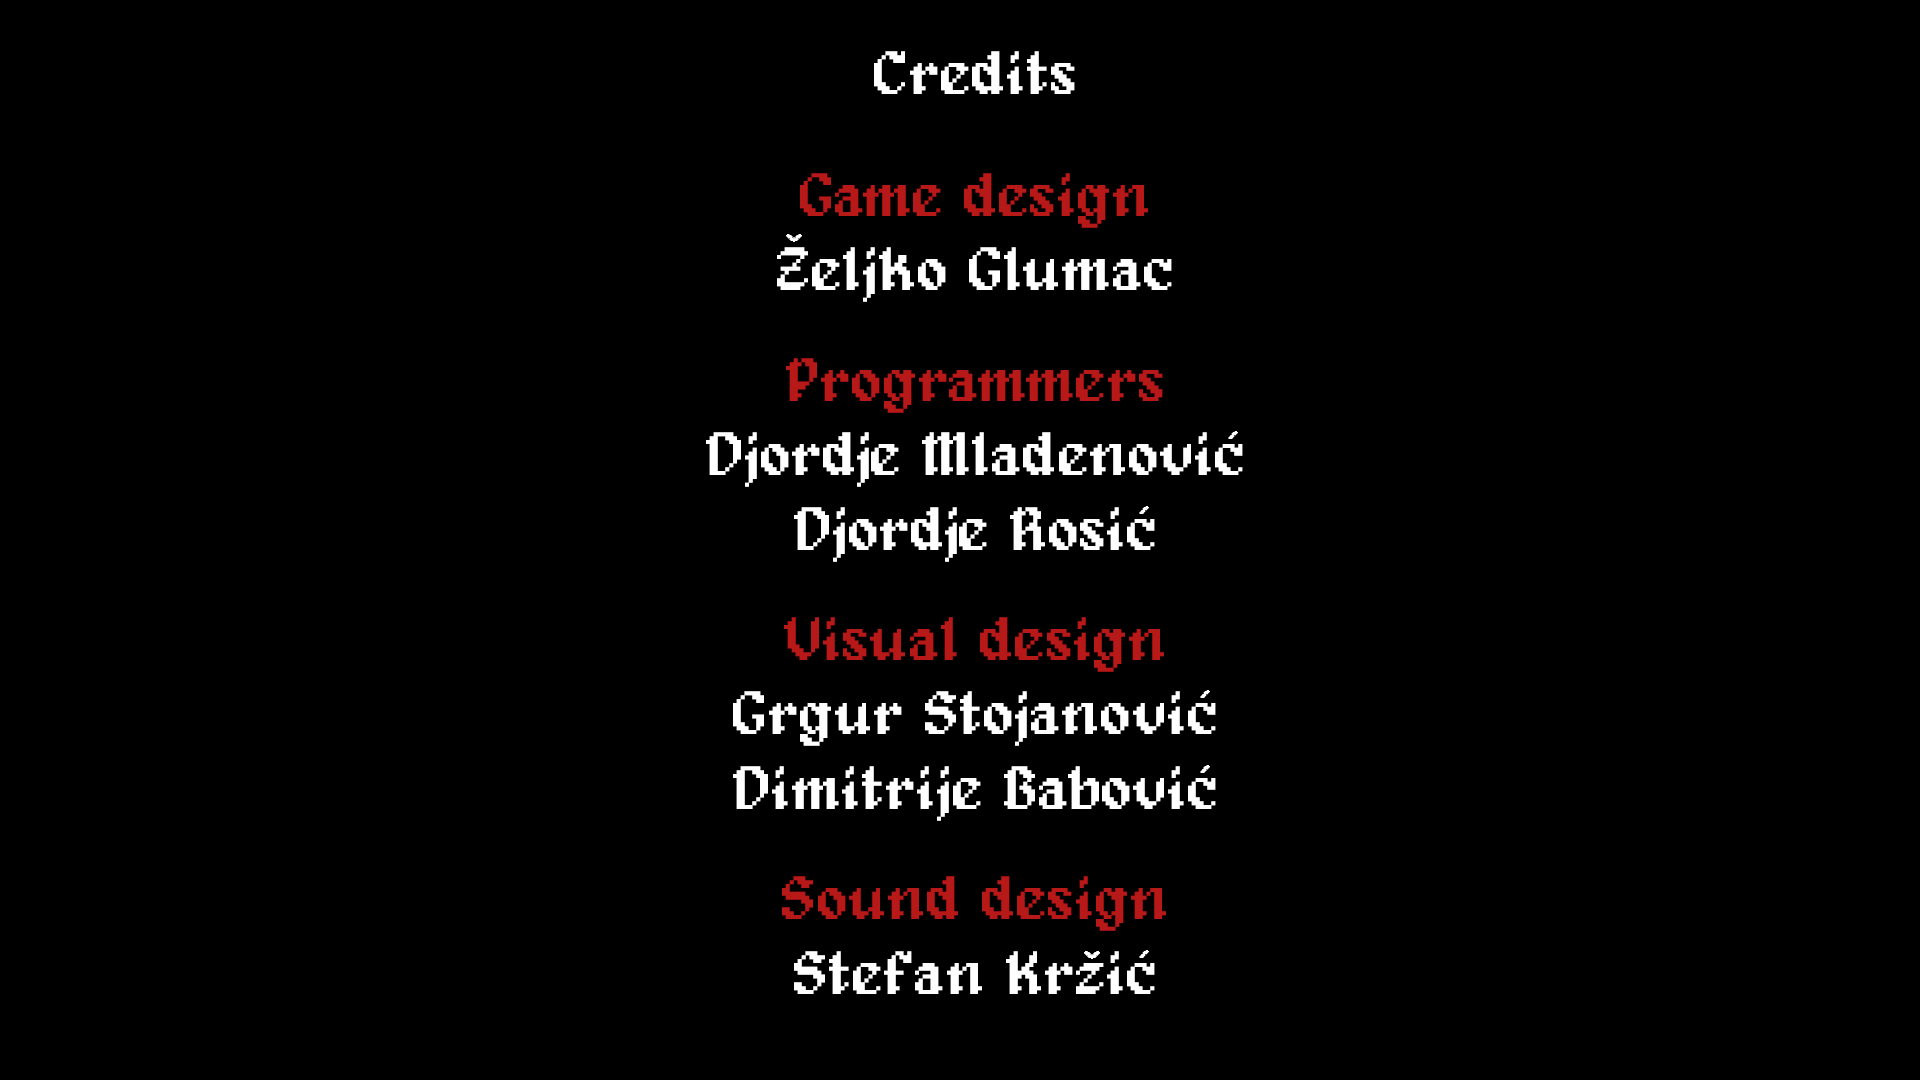 Credits
Game design
Željko Glumac
Programmers
Djordje Mladenović
Djordje Rosić
Visual design
Grgur Stojanović
Dimitrije Babović
Sound design
Stefan Kržić